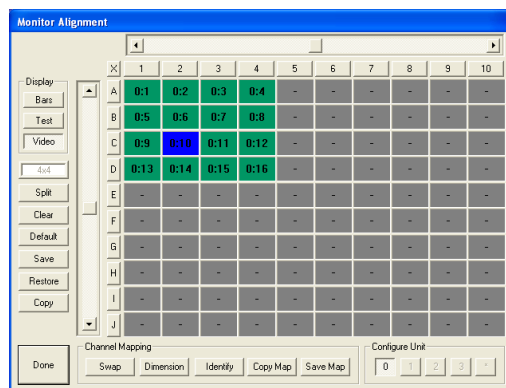 Monitor Alignment
X 1 2 3 4 5 6 7 8 9 10
Display
Bars
Test
Video
4x4
Split
Clear
Default
Save
Restore
Copy
A 0:1 0:2 0:3 0:4 - - - - - -
B 0:5 0:6 0:7 0:8 - - - - - -
C 0:9 0:10 0:11 0:12 - - - - - -
D 0:13 0:14 0:15 0:16 - - - - - -
E - - - - - - - - - -
F - - - - - - - - - -
G - - - - - - - - - -
H - - - - - - - - - -
I - - - - - - - - - -
J - - - - - - - - - -
Done
Channel Mapping
Swap Dimension Identify Copy Map Save Map
Configure Unit
0 1 2 3 *